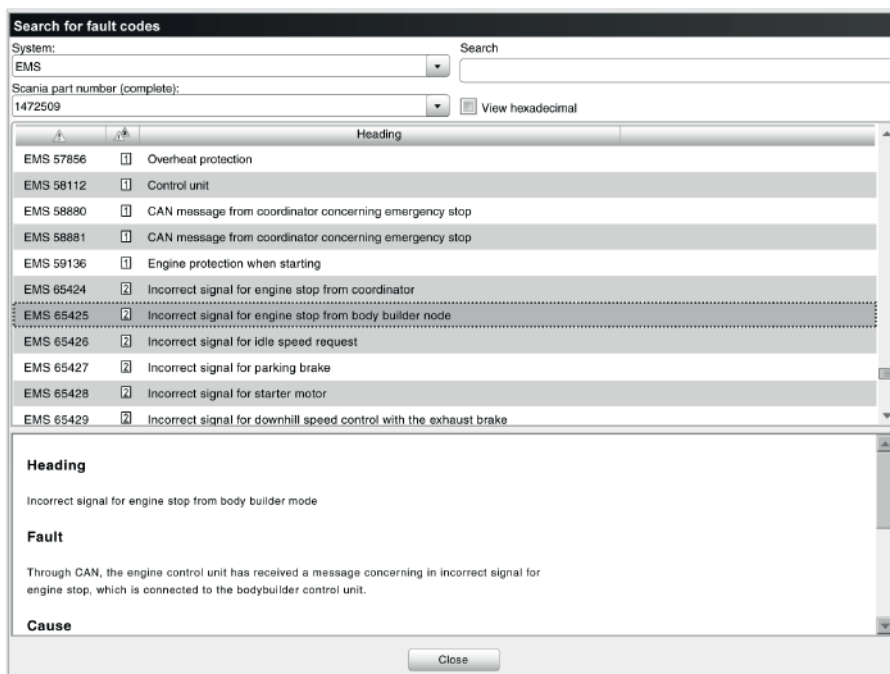 Search for fault codes
System:
Search
EMS
Scania part number (complete):
1472509
View hexadecimal
Heading
EMS 57856 1 Overheat protection
EMS 58112 1 Control unit
EMS 58880 1 CAN message from coordinator concerning emergency stop
EMS 58881 1 CAN message from coordinator concerning emergency stop
EMS 59136 1 Engine protection when starting
EMS 65424 2 Incorrect signal for engine stop from coordinator
EMS 65425 2 Incorrect signal for engine stop from body builder node
EMS 65426 2 Incorrect signal for idle speed request
EMS 65427 2 Incorrect signal for parking brake
EMS 65428 2 Incorrect signal for starter motor
EMS 65429 2 Incorrect signal for downhill speed control with the exhaust brake
Heading
Incorrect signal for engine stop from body builder mode
Fault
Through CAN, the engine control unit has received a message concerning in incorrect signal for
engine stop, which is connected to the bodybuilder control unit.
Cause
Close